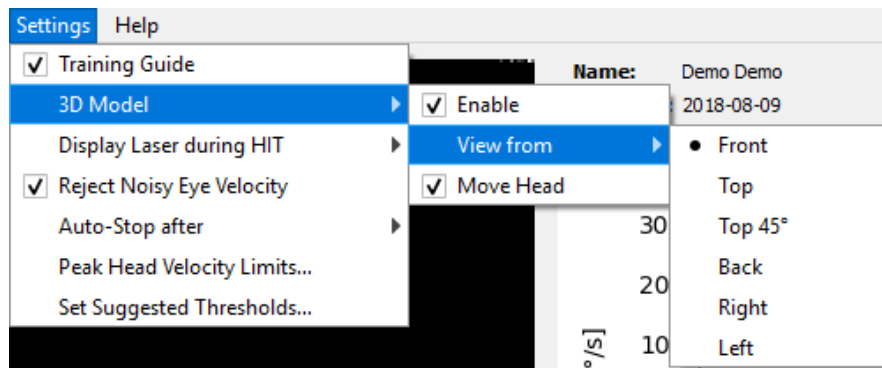 Settings Help
Training Guide
3D Model
Display Laser during HIT
Reject Noisy Eye Velocity
Auto-Stop after
Peak Head Velocity Limits...
Set Suggested Thresholds...
Enable
View from
Move Head
Front
Top
Top 45°
Back
Right
Left
Name: Demo Demo
2018-08-09
30
20
10
°/s]